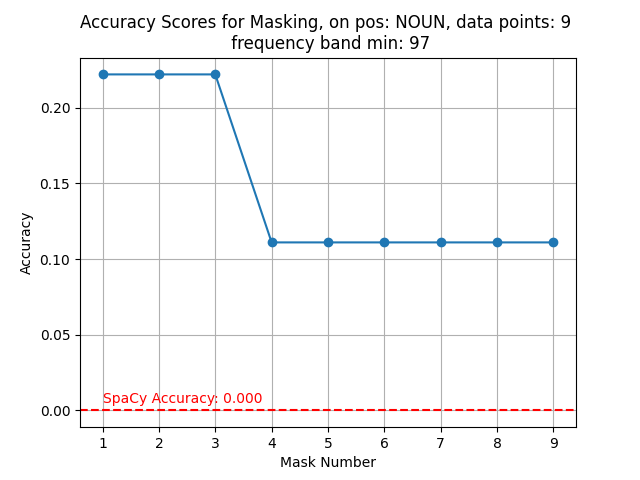 Accuracy Scores for Masking, on pos: NOUN, data points: 9
frequency band min: 97
Accuracy
0.20
0.15
0.10
0.05
0.00
SpaCy Accuracy: 0.000
1 2 3 4 5 6 7 8 9
Mask Number